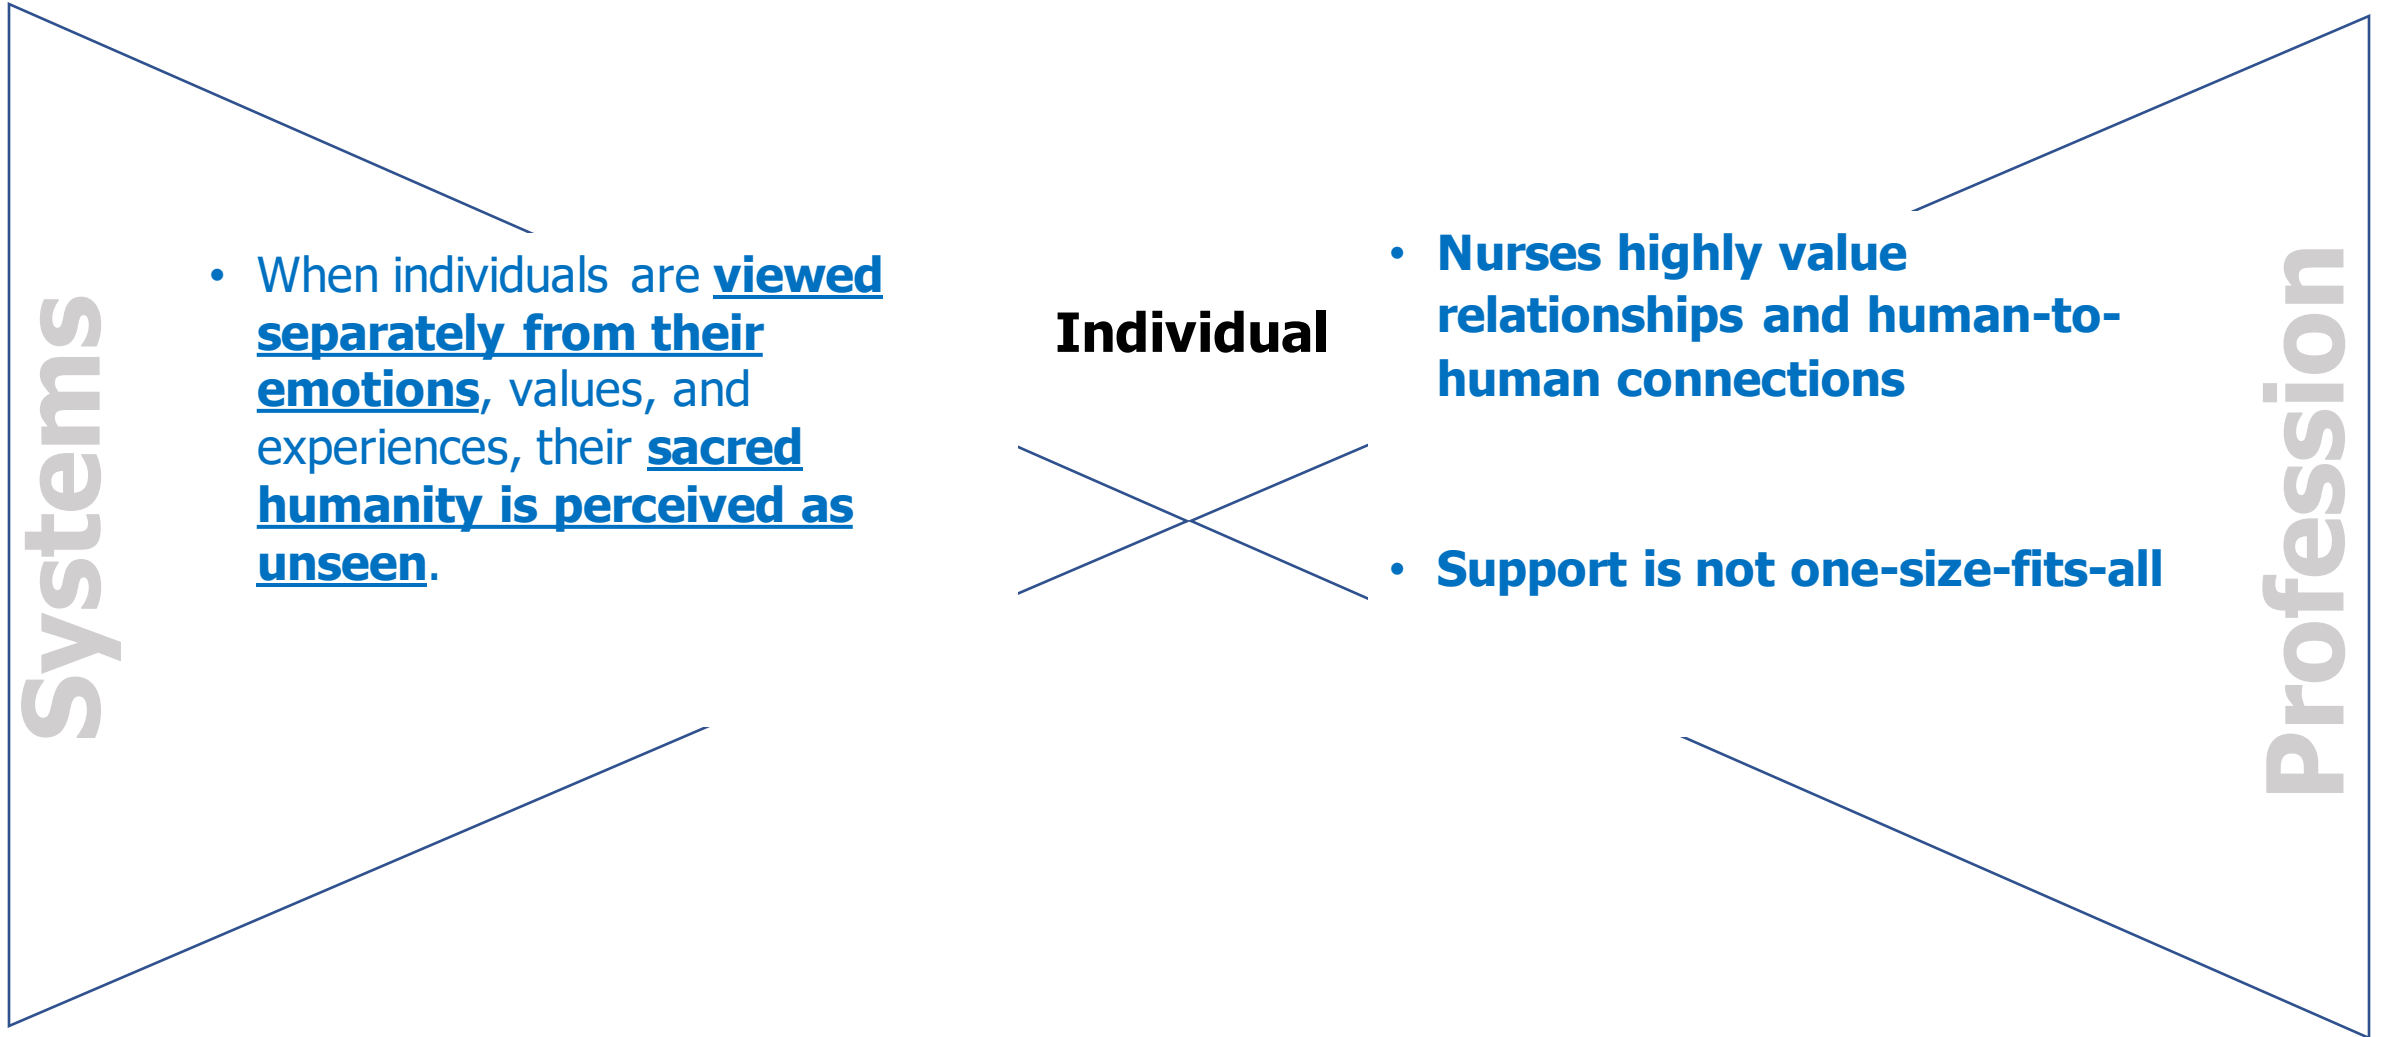 Systems
• When individuals are viewed
separately from their
emotions, values, and
experiences, their sacred
humanity is perceived as
unseen.
Individual
• Nurses highly value
relationships and human-to-
human connections
• Support is not one-size-fits-all
Profession